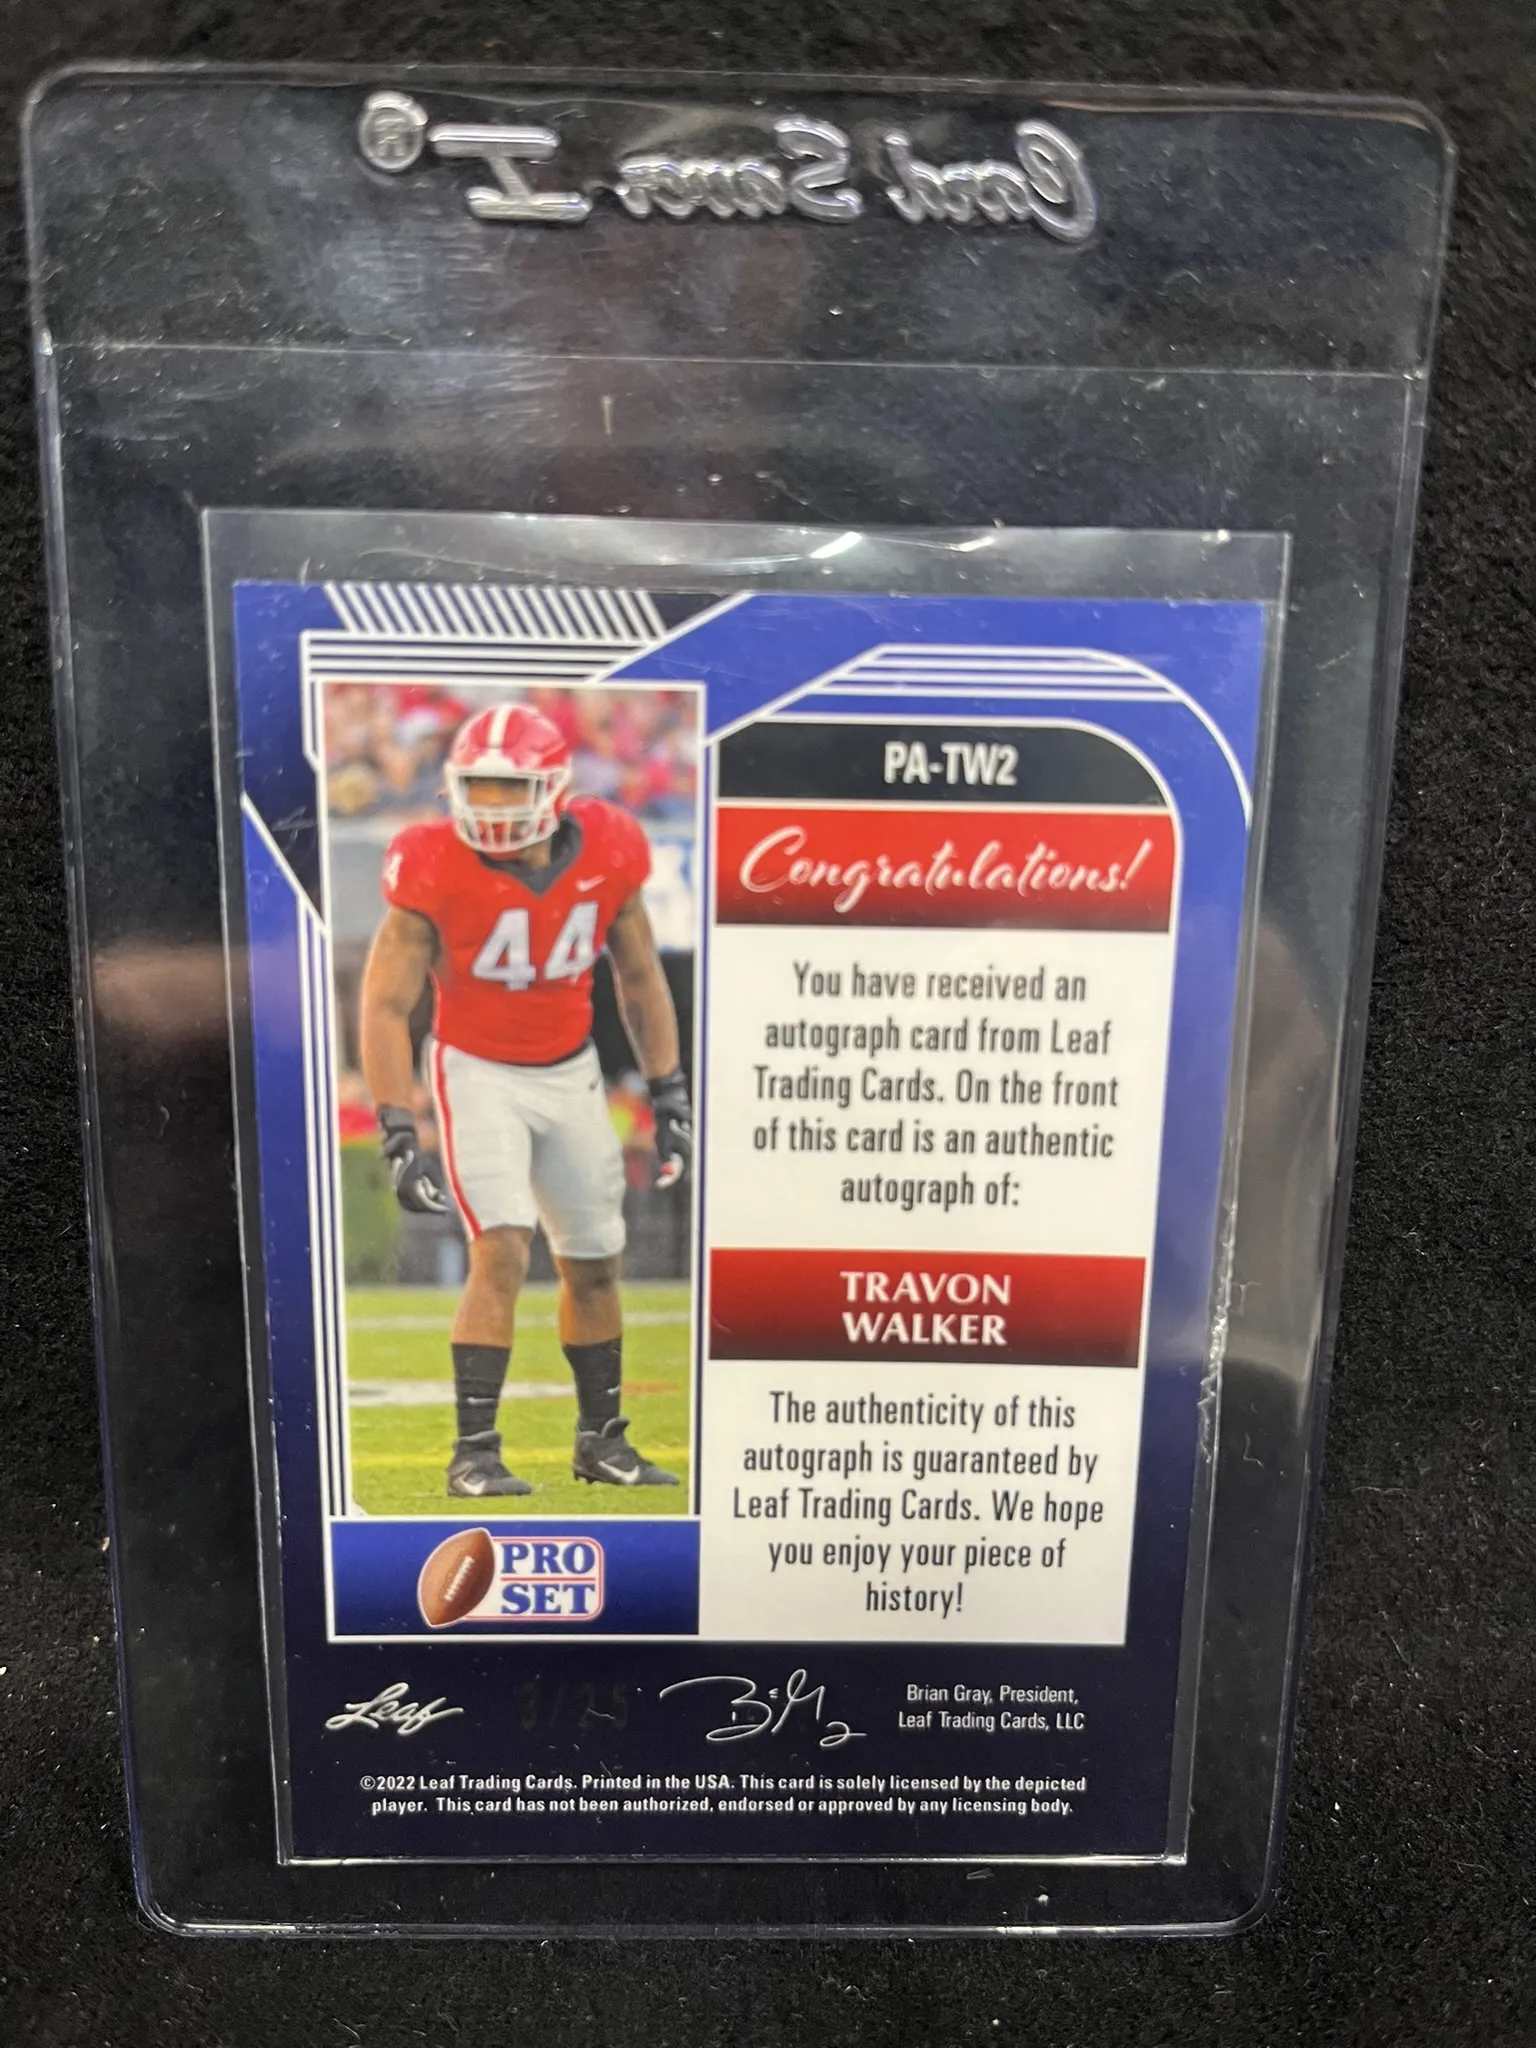 Card Saver I®
PA-TW2
Congratulations!
You have received an
autograph card from Leaf
Trading Cards. On the front
of this card is an authentic
autograph of:
TRAVON
WALKER
The authenticity of this
autograph is guaranteed by
Leaf Trading Cards. We hope
you enjoy your piece of
history!
4
44
PRO
SET
Leaf
Brian Gray, President,
Leaf Trading Cards, LLC
©2022 Leaf Trading Cards. Printed in the USA. This card is solely licensed by the depicted
player. This card has not been authorized, endorsed or approved by any licensing body.